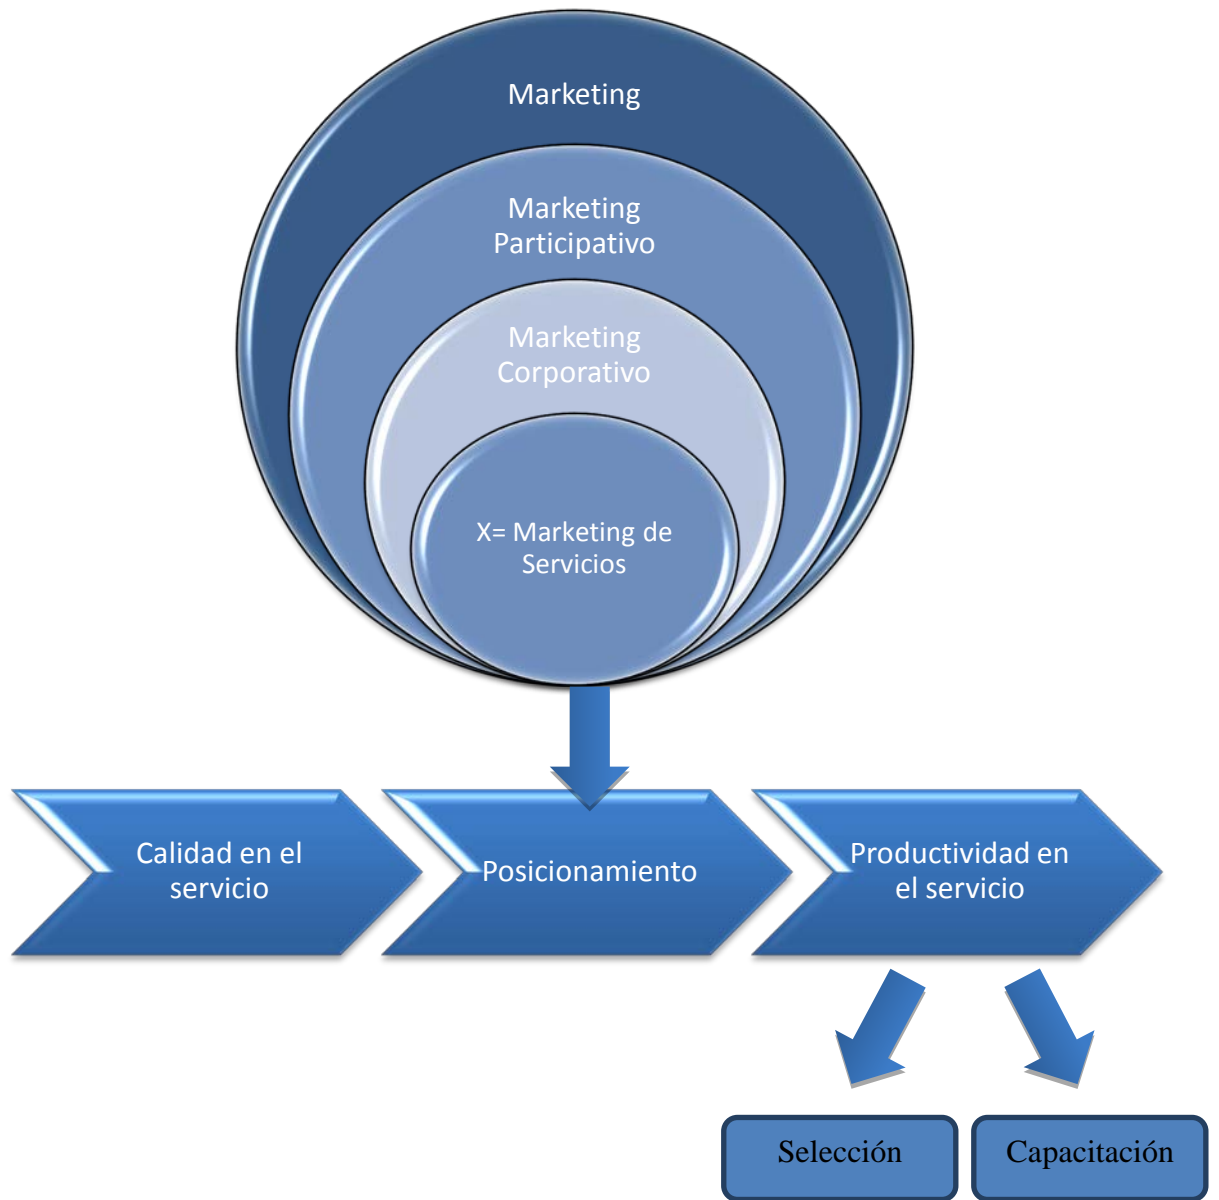 Marketing
Marketing
Participativo
Marketing
Corporativo
X= Marketing de
Servicios
Calidad en el
servicio
Posicionamiento
Productividad en
el servicio
Selección
Capacitación